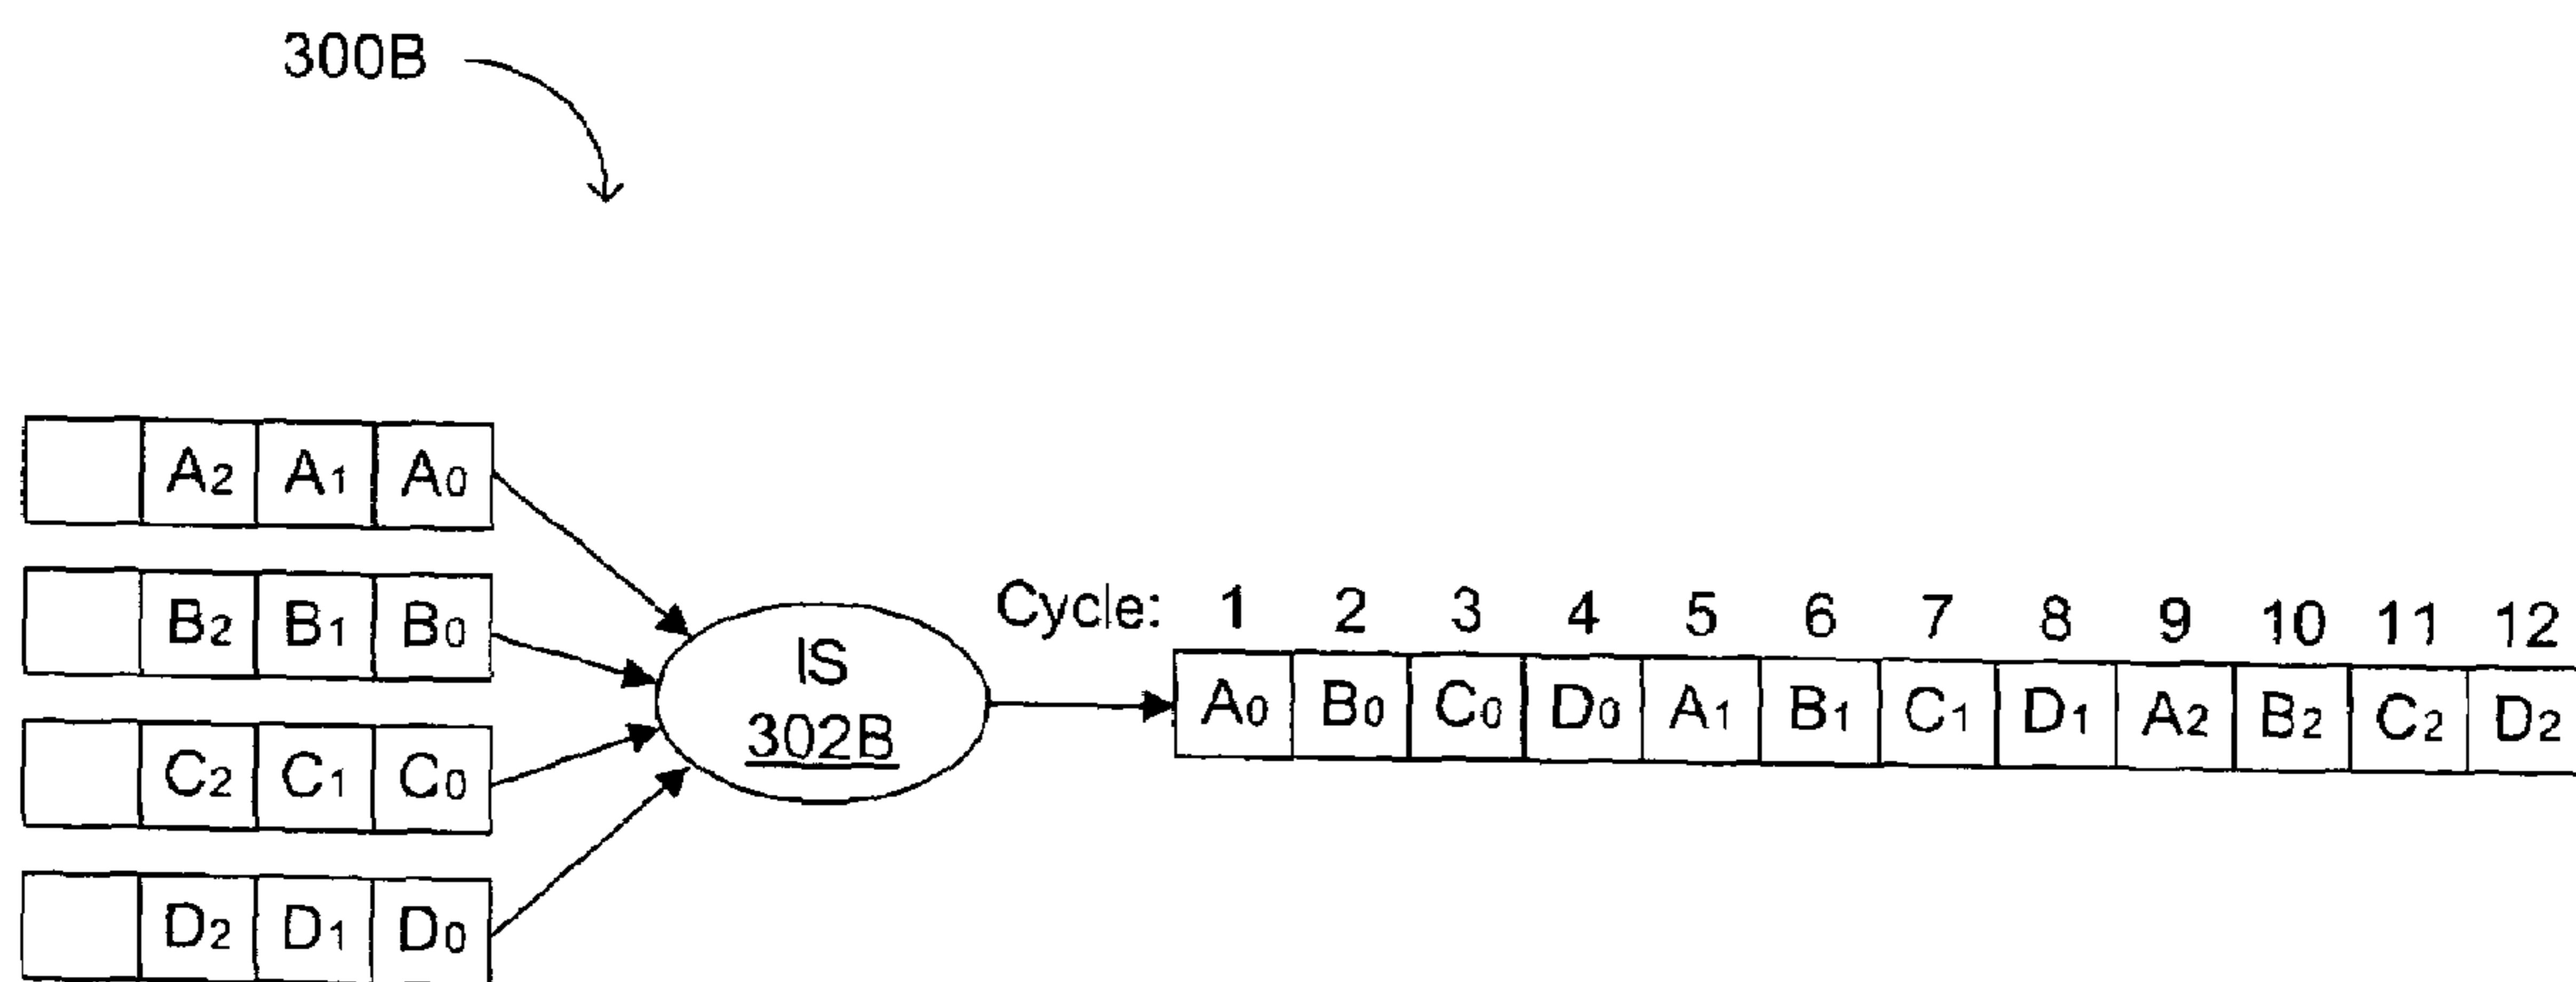 300B
A2 A1 A0
B2 B1 B0
C2 C1 C0
D2 D1 D0
IS
302B
Cycle: 1 2 3 4 5 6 7 8 9 10 11 12
A0 B0 C0 D0 A1 B1 C1 D1 A2 B2 C2 D2